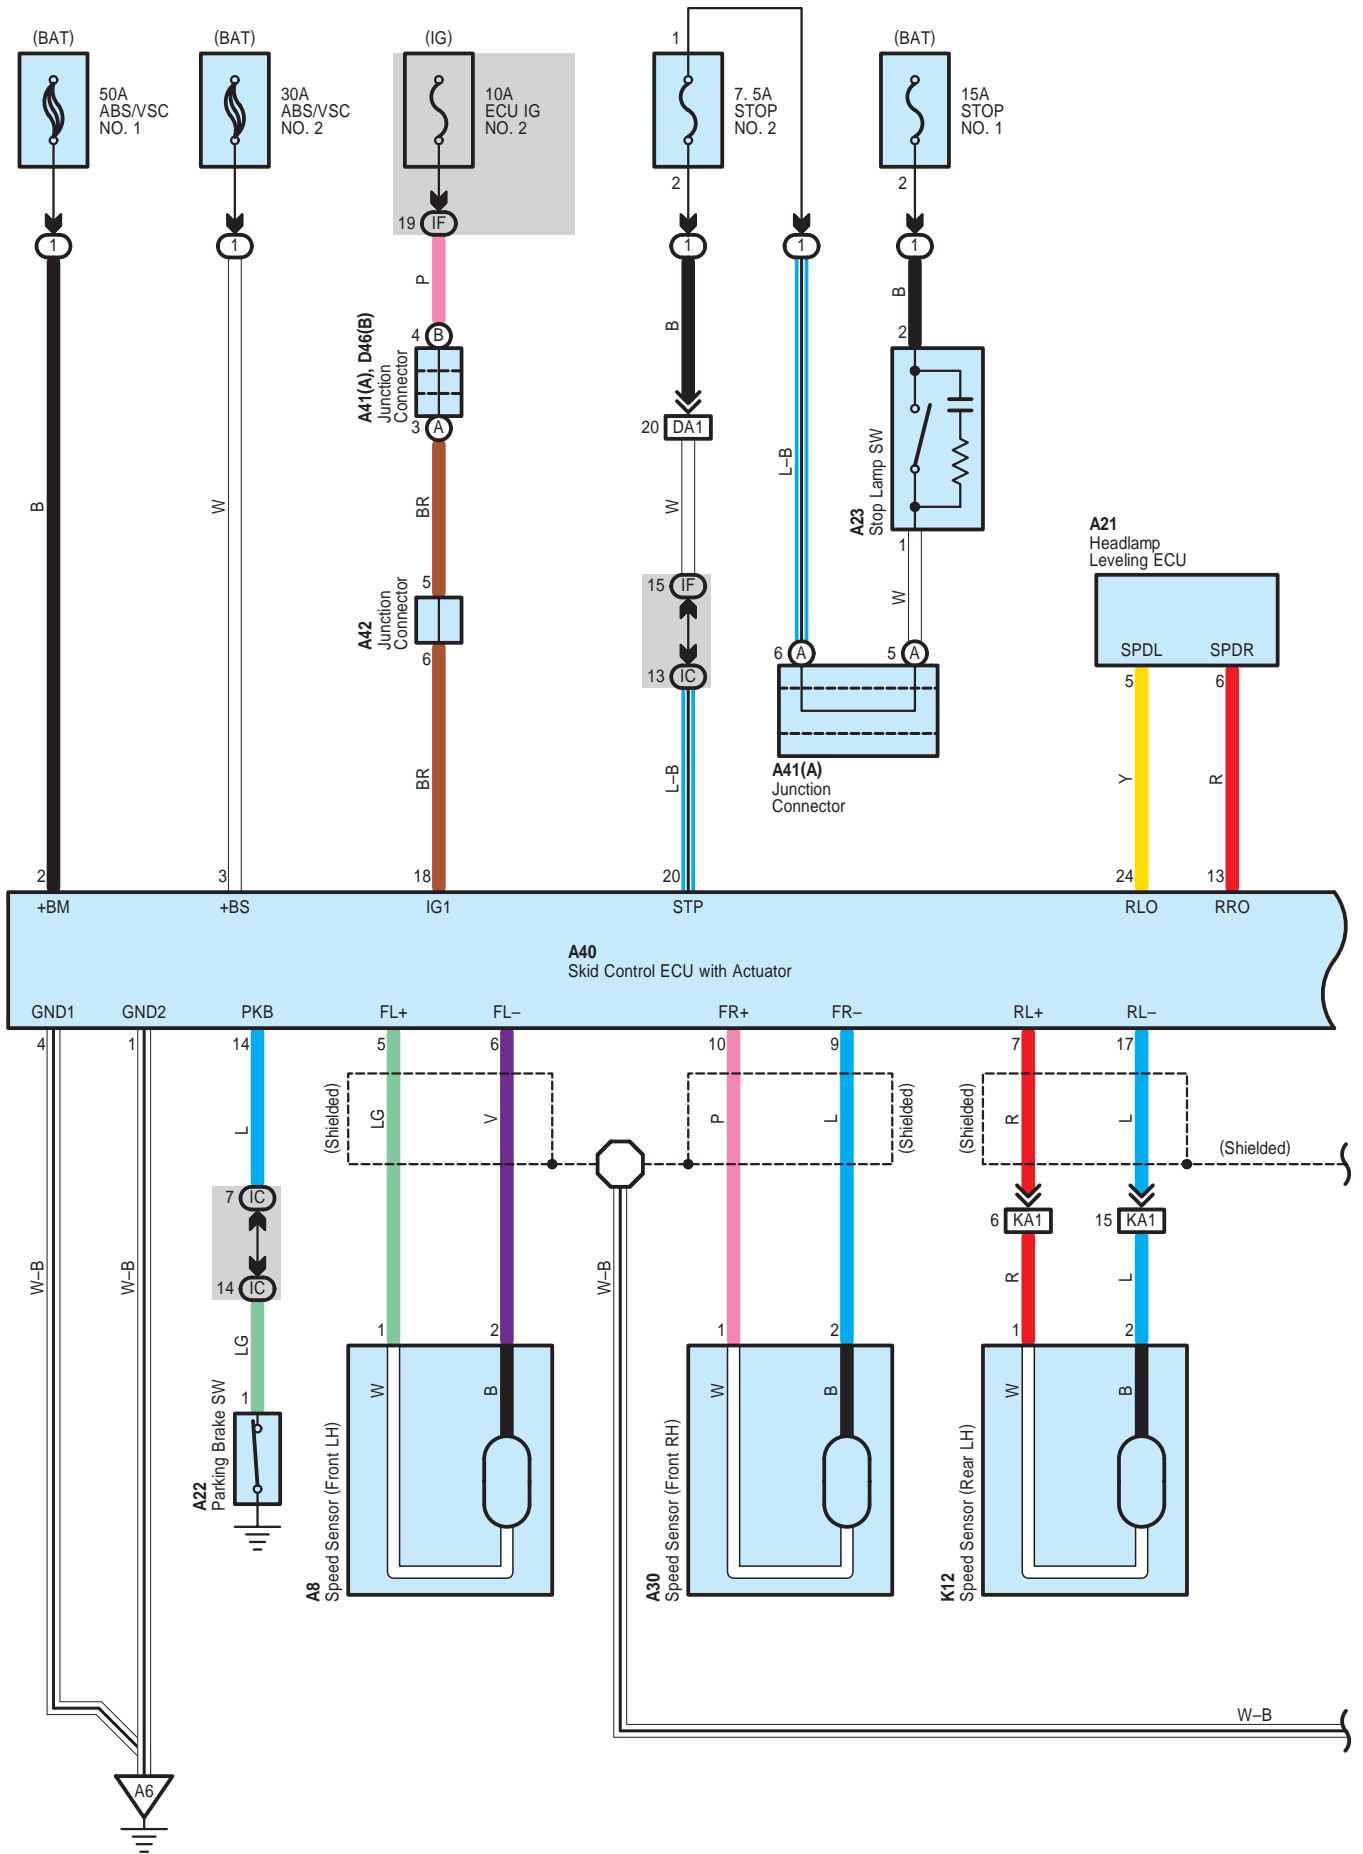 (BAT)
(BAT)
(IG)
1
(BAT)
50A
ABS/VSC
NO. 1
30A
ABS/VSC
NO. 2
10A
ECU IG
NO. 2
7. 5A
STOP
NO. 2
15A
STOP
NO. 1
2
2
19 IF
1
1
1
1
1
P
B
B
4 B
2
A41(A), D46(B)
Junction
Connector
3 A
20 DA1
L–B
A23
Stop Lamp SW
B
W
BR
W
1
A21
Headlamp
Leveling ECU
5
15 IF
W
A42
Junction
Connector
6
13 IC
6 A
5 A
SPDL
SPDR
5
6
BR
L–B
A41(A)
Junction
Connector
Y
R
2
3
18
20
24
13
+BM
+BS
IG1
STP
RLO
RRO
A40
Skid Control ECU with Actuator
GND1
GND2
PKB
FL+
FL–
FR+
FR–
RL+
RL–
4
1
14
5
6
10
9
7
17
L
(Shielded)
LG
V
P
L
(Shielded)
(Shielded)
R
L
(Shielded)
7 IC
6 KA1
15 KA1
W–B
W–B
W–B
R
L
14 IC
LG
1
1
2
1
2
1
2
A22
Parking Brake SW
W
B
W
B
W
B
A8
Speed Sensor (Front LH)
A30
Speed Sensor (Front RH)
K12
Speed Sensor (Rear LH)
W–B
A6